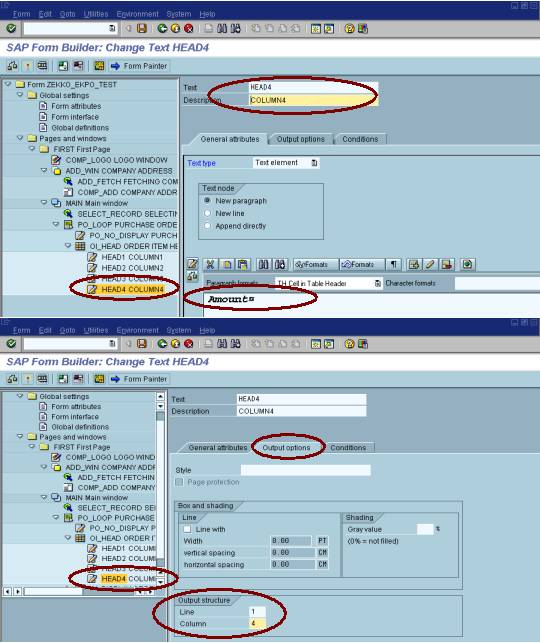 Form Edit Goto Utilities Environment System Help
SAP Form Builder: Change Text HEAD4
Form Painter
Form ZEKKO_EKPO_TEST
Global settings
Form attributes
Form interface
Global definitions
Pages and windows
FIRST First Page
COMP_LOGO LOGO WINDOW
ADD_WIN COMPANY ADDRESS
ADD_FETCH FETCHING COM
COMP_ADD COMPANY ADDR
MAIN Main window
SELECT_RECORD SELECTIN
PO_LOOP PURCHASE ORDE
PO_NO_DISPLAY PURCH
OI_HEAD ORDER ITEM HE
HEAD1 COLUMN1
HEAD2 COLUMN2
HEAD3
HEAD4 COLUMN4
Text HEAD4
Description COLUMN4
General attributes Output options Conditions
Text type Text element
Text node
New paragraph
New line
Append directly
Formats Formats ¶
Paragraph formats TH Cell in Table Header Character formats
Amount¤
Form Edit Goto Utilities Environment System Help
SAP Form Builder: Change Text HEAD4
Form Painter
Global settings
Form attributes
Form interface
Global definitions
Pages and windows
FIRST First Page
COMP_LOGO LOGO WIND
ADD_WIN COMPANY ADDF
ADD_FETCH FETCHIN
COMP_ADD COMPANY
MAIN Main window
SELECT_RECORD SEI
PO_LOOP PURCHASE
PO_NO_DISPLAY P
OI_HEAD ORDER I
HEAD1 COLUMI
HEAD2 COLUMI
HEAD3 COLUMI
HEAD4 COLUMI
Text HEAD4
Description COLUMN4
General attributes Output options Conditions
Style
Page protection
Box and shading
Line
Line with
Width 0.00 PT
vertical spacing 0.00 CM
horizontal spacing 0.00 CM
Shading
Gray value %
(0% = not filled)
Output structure
Line 1
Column 4